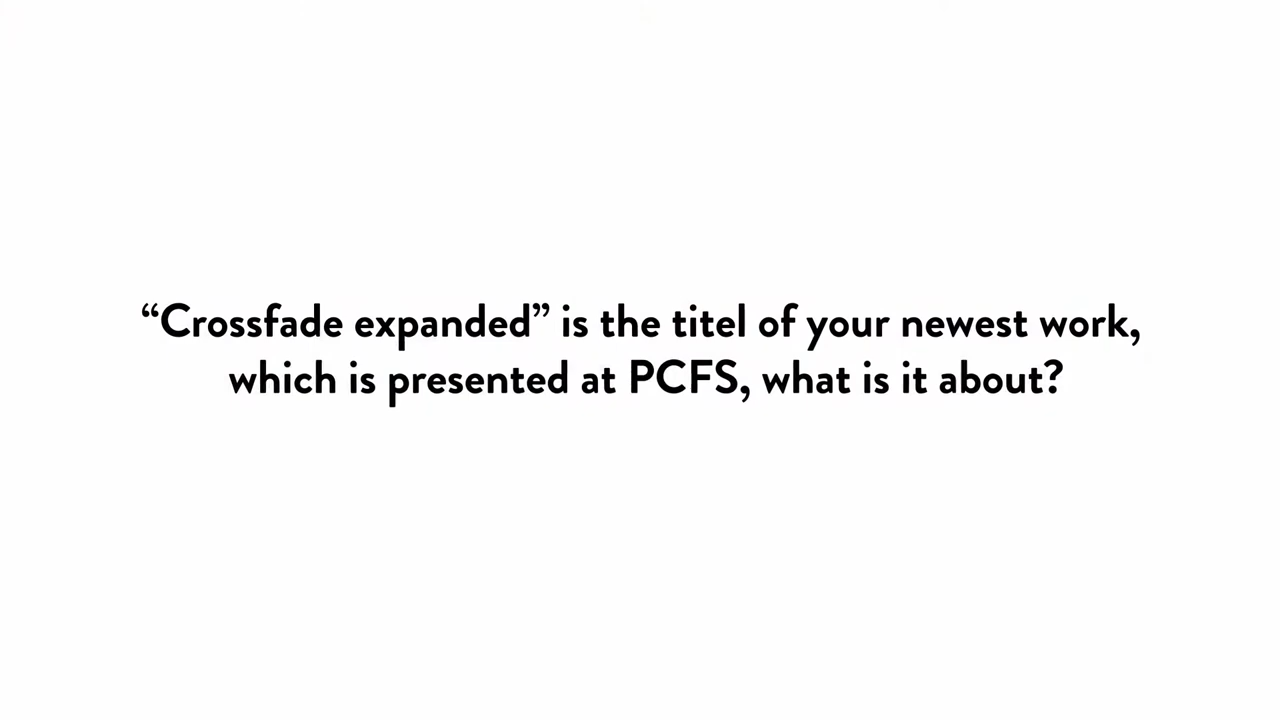 “Crossfade expanded” is the titel of your newest work,
which is presented at PCFS, what is it about?